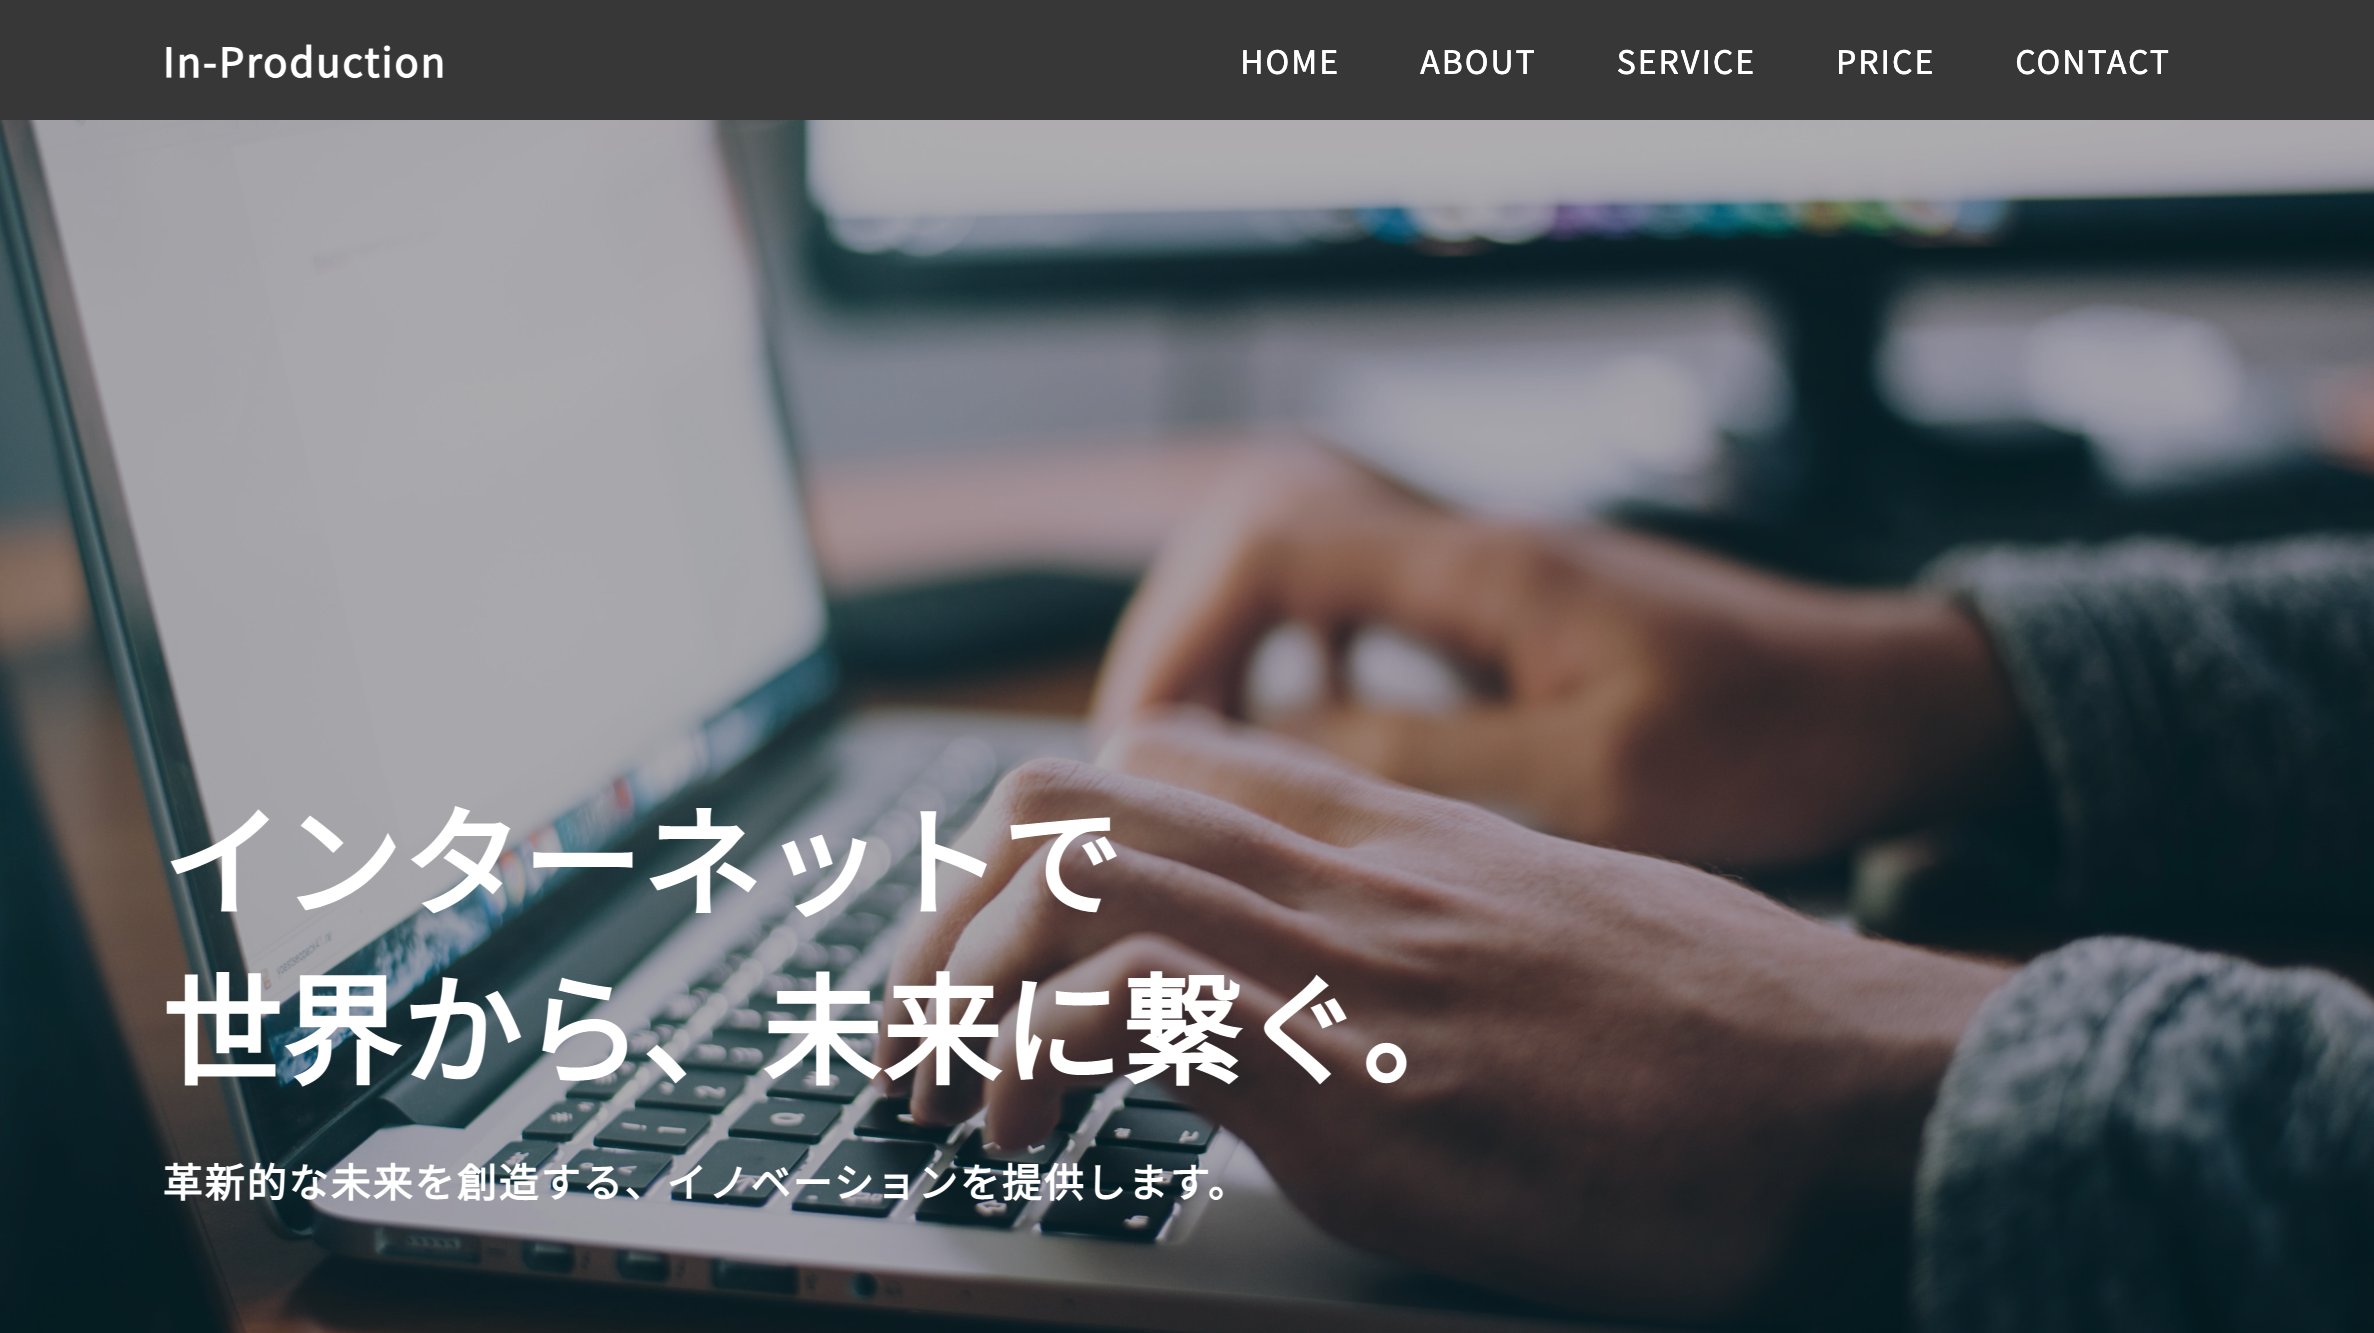 In-Production
HOME ABOUT SERVICE PRICE CONTACT
インターネットで
世界から、未来に繋ぐ。
革新的な未来を創造する、イノベーションを提供します。